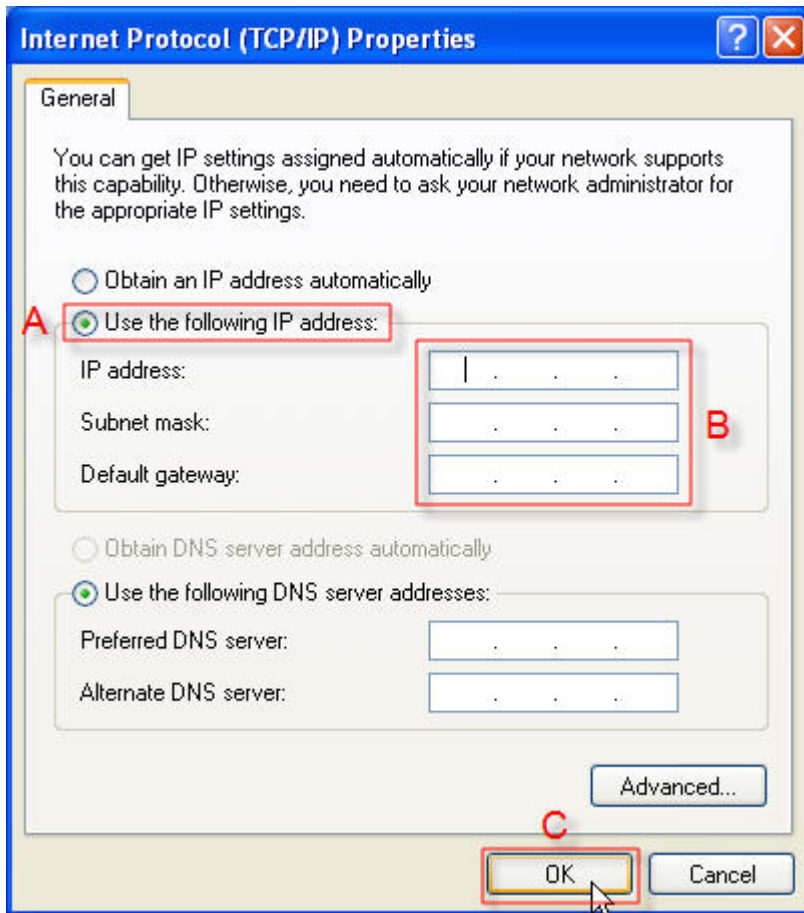 Internet Protocol (TCP/IP) Properties
General
You can get IP settings assigned automatically if your network supports
this capability. Otherwise, you need to ask your network administrator for
the appropriate IP settings.
Obtain an IP address automatically
A Use the following IP address:
IP address: . . .
Subnet mask: . . .
B
Default gateway: . . .
Obtain DNS server address automatically
Use the following DNS server addresses:
Preferred DNS server: . . .
Alternate DNS server: . . .
Advanced...
C
OK Cancel